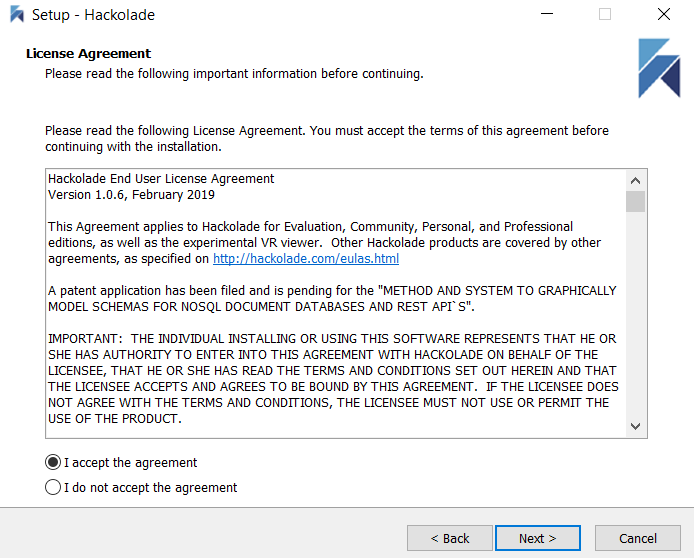 Setup - Hackolade
License Agreement
Please read the following important information before continuing.
Please read the following License Agreement. You must accept the terms of this agreement before
continuing with the installation.
Hackolade End User License Agreement
Version 1.0.6, February 2019
This Agreement applies to Hackolade for Evaluation, Community, Personal, and Professional
editions, as well as the experimental VR viewer.  Other Hackolade products are covered by other
agreements, as specified on http://hackolade.com/eulas.html
A patent application has been filed and is pending for the "METHOD AND SYSTEM TO GRAPHICALLY
MODEL SCHEMAS FOR NOSQL DOCUMENT DATABASES AND REST API`S".
IMPORTANT:  THE INDIVIDUAL INSTALLING OR USING THIS SOFTWARE REPRESENTS THAT HE OR
SHE HAS AUTHORITY TO ENTER INTO THIS AGREEMENT WITH HACKOLADE ON BEHALF OF THE
LICENSEE, THAT HE OR SHE HAS READ THE TERMS AND CONDITIONS SET OUT HEREIN AND THAT
THE LICENSEE ACCEPTS AND AGREES TO BE BOUND BY THIS AGREEMENT.  IF THE LICENSEE DOES
NOT AGREE WITH THE TERMS AND CONDITIONS, THE LICENSEE MUST NOT USE OR PERMIT THE
USE OF THE PRODUCT.
I accept the agreement
I do not accept the agreement
< Back
Next >
Cancel